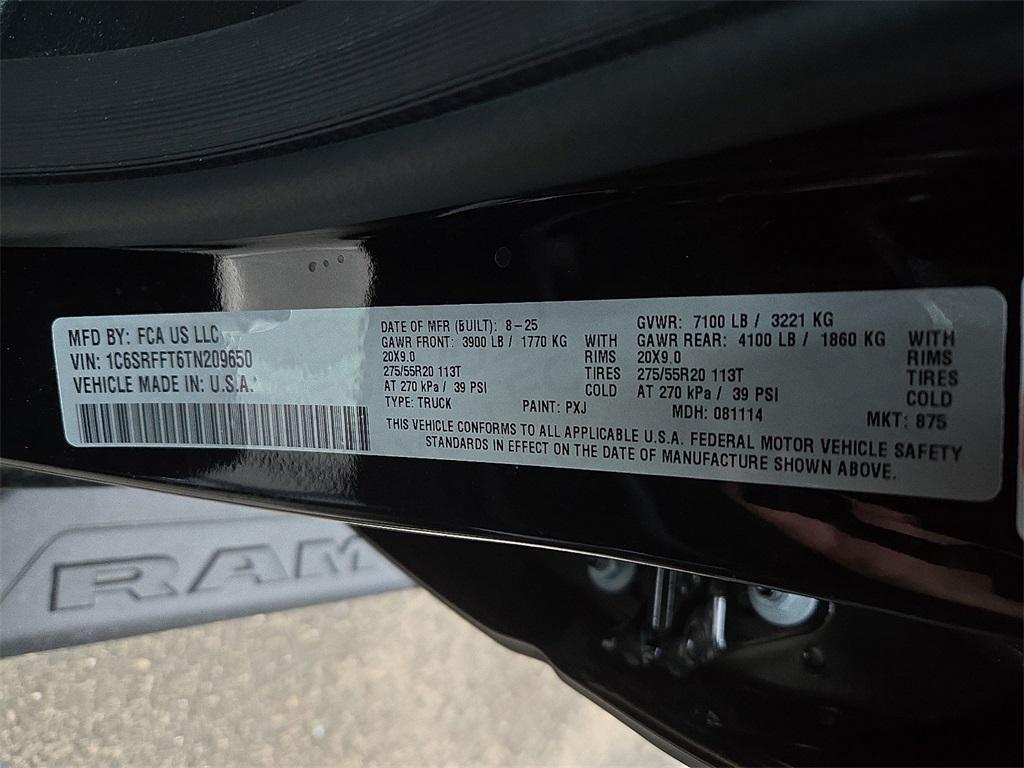 MFD BY: FCA US LLC
VIN: 1C6SRFFT6TN209650
VEHICLE MADE IN: U.S.A.
DATE OF MFR (BUILT): 8-25
GVWR: 7100 LB / 3221 KG
GAWR FRONT: 3900 LB / 1770 KG WITH GAWR REAR: 4100 LB / 1860 KG WITH
20X9.0 RIMS 20X9.0 RIMS
275/55R20 113T TIRES 275/55R20 113T TIRES
AT 270 kPa / 39 PSI COLD AT 270 kPa / 39 PSI COLD
TYPE: TRUCK PAINT: PXJ MDH: 081114 MKT: 875
THIS VEHICLE CONFORMS TO ALL APPLICABLE U.S.A. FEDERAL MOTOR VEHICLE SAFETY
STANDARDS IN EFFECT ON THE DATE OF MANUFACTURE SHOWN ABOVE.
RAM